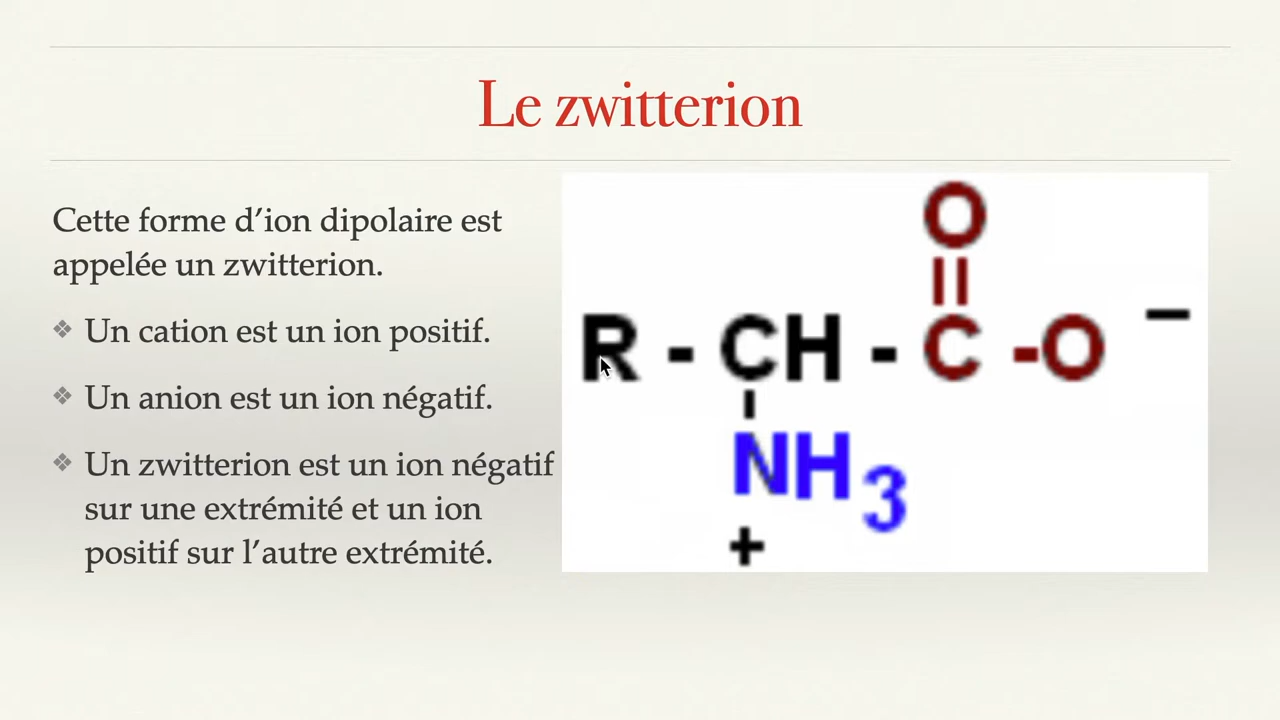 Le zwitterion
Cette forme d’ion dipolaire est
appelée un zwitterion.
❖ Un cation est un ion positif.
❖ Un anion est un ion négatif.
❖ Un zwitterion est un ion négatif
sur une extrémité et un ion
positif sur l’autre extrémité.
O
||
R - CH - C -O −
|
NH3
+